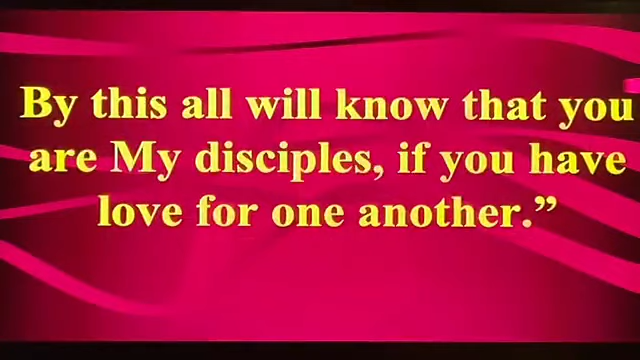 By this all will know that you
are My disciples, if you have
love for one another.”